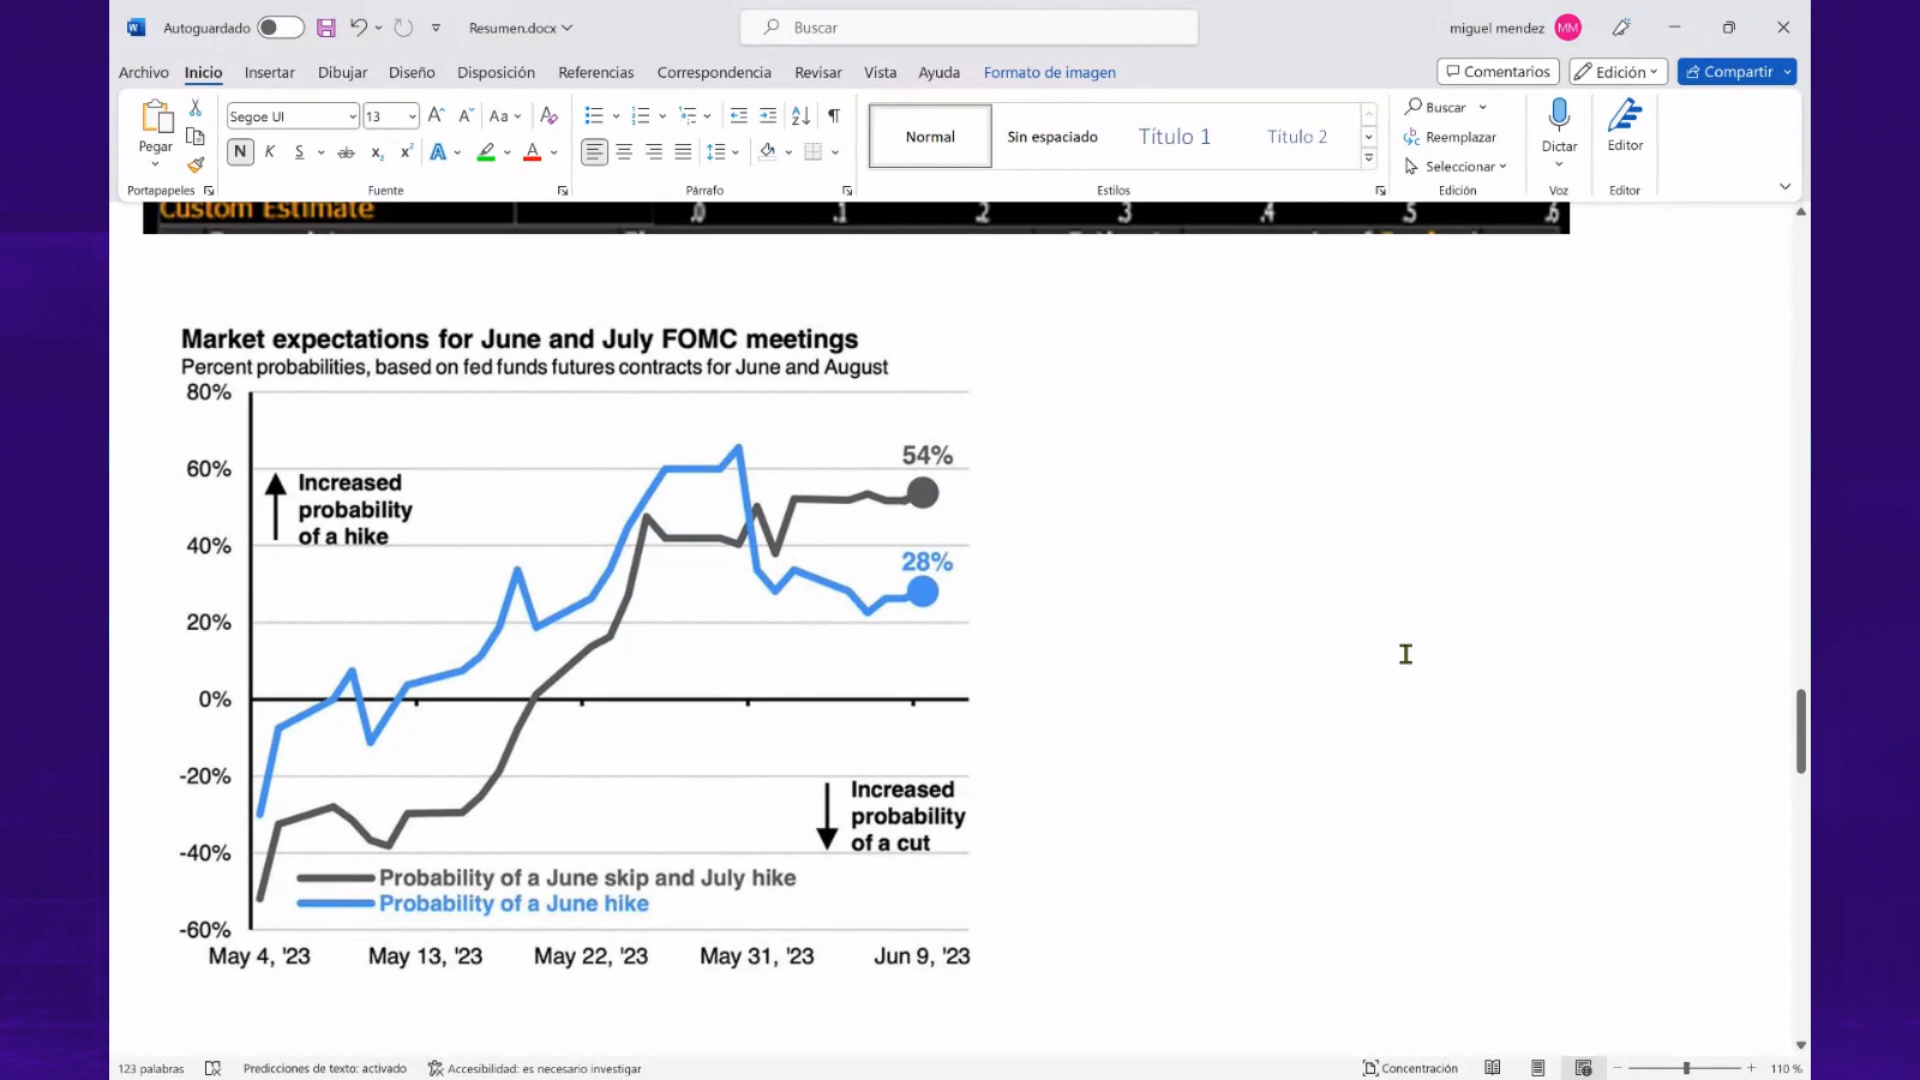 Autoguardado
Resumen.docx
Buscar
miguel mendez
MM
Archivo Inicio Insertar Dibujar Diseño Disposición Referencias Correspondencia Revisar Vista Ayuda Formato de imagen
Comentarios
Edición
Compartir
Pegar
Segoe UI
13
Aa
N K S
Normal
Sin espaciado
Título 1
Título 2
Buscar
Reemplazar
Seleccionar
Dictar
Editor
Portapapeles
Fuente
Párrafo
Estilos
Edición
Voz
Editor
Custom Estimate .0 .1 .2 .3 .4 .5 .6
Market expectations for June and July FOMC meetings
Percent probabilities, based on fed funds futures contracts for June and August
80%
60%
40%
20%
0%
-20%
-40%
-60%
Increased
probability
of a hike
54%
28%
Increased
probability
of a cut
Probability of a June skip and July hike
Probability of a June hike
May 4, '23 May 13, '23 May 22, '23 May 31, '23 Jun 9, '23
123 palabras
Predicciones de texto: activado
Accesibilidad: es necesario investigar
Concentración
110 %